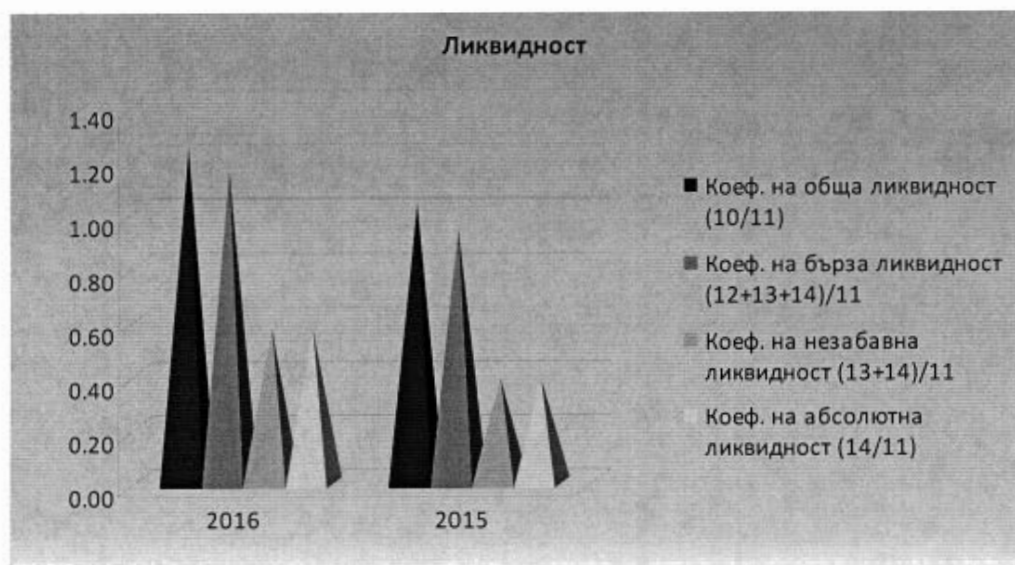 Ликвидност
1.40
1.20
1.00
0.80
0.60
0.40
0.20
0.00
2016
2015
Коеф. на обща ликвидност
(10/11)
Коеф. на бърза ликвидност
(12+13+14)/11
Коеф. на незабавна
ликвидност (13+14)/11
Коеф. на абсолютна
ликвидност (14/11)